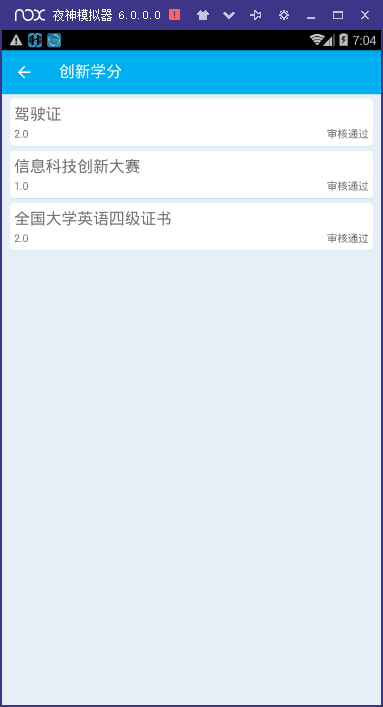 nox 夜神模拟器 6.0.0.0
7:04
创新学分
驾驶证
2.0 审核通过
信息科技创新大赛
1.0 审核通过
全国大学英语四级证书
2.0 审核通过